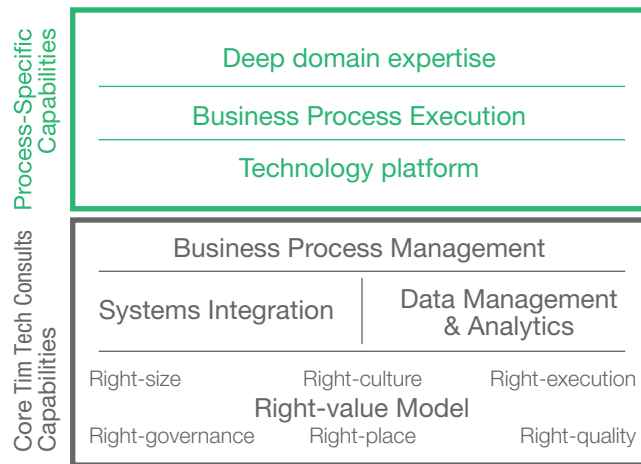 Process-Specific
Capabilities
Deep domain expertise
Business Process Execution
Technology platform
Core Tim Tech Consults
Capabilities
Business Process Management
Systems Integration
Data Management
& Analytics
Right-size
Right-culture
Right-execution
Right-value Model
Right-governance
Right-place
Right-quality